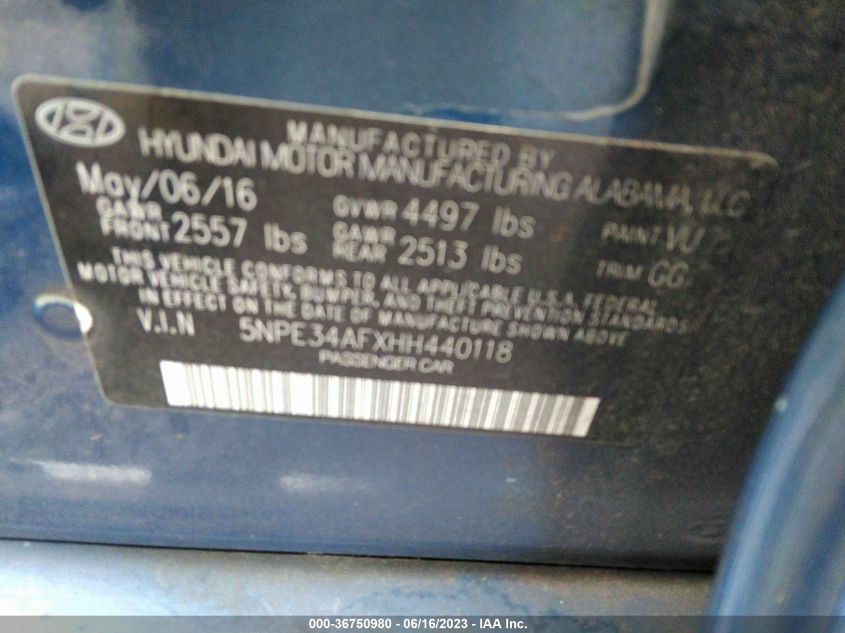 MANUFACTURED BY
HYUNDAI MOTOR MANUFACTURING ALABAMA, LLC
May/06/16 GVWR 4497 lbs PAINT VU
GAWR FRONT 2557 lbs GAWR REAR 2513 lbs TRIM GG
THIS VEHICLE CONFORMS TO ALL APPLICABLE U.S.A. FEDERAL
MOTOR VEHICLE SAFETY, BUMPER, AND THEFT PREVENTION STANDARDS
IN EFFECT ON THE DATE OF MANUFACTURE SHOWN ABOVE
V.I.N 5NPE34AFXHH440118
PASSENGER CAR
000-36750980 - 06/16/2023 - IAA Inc.